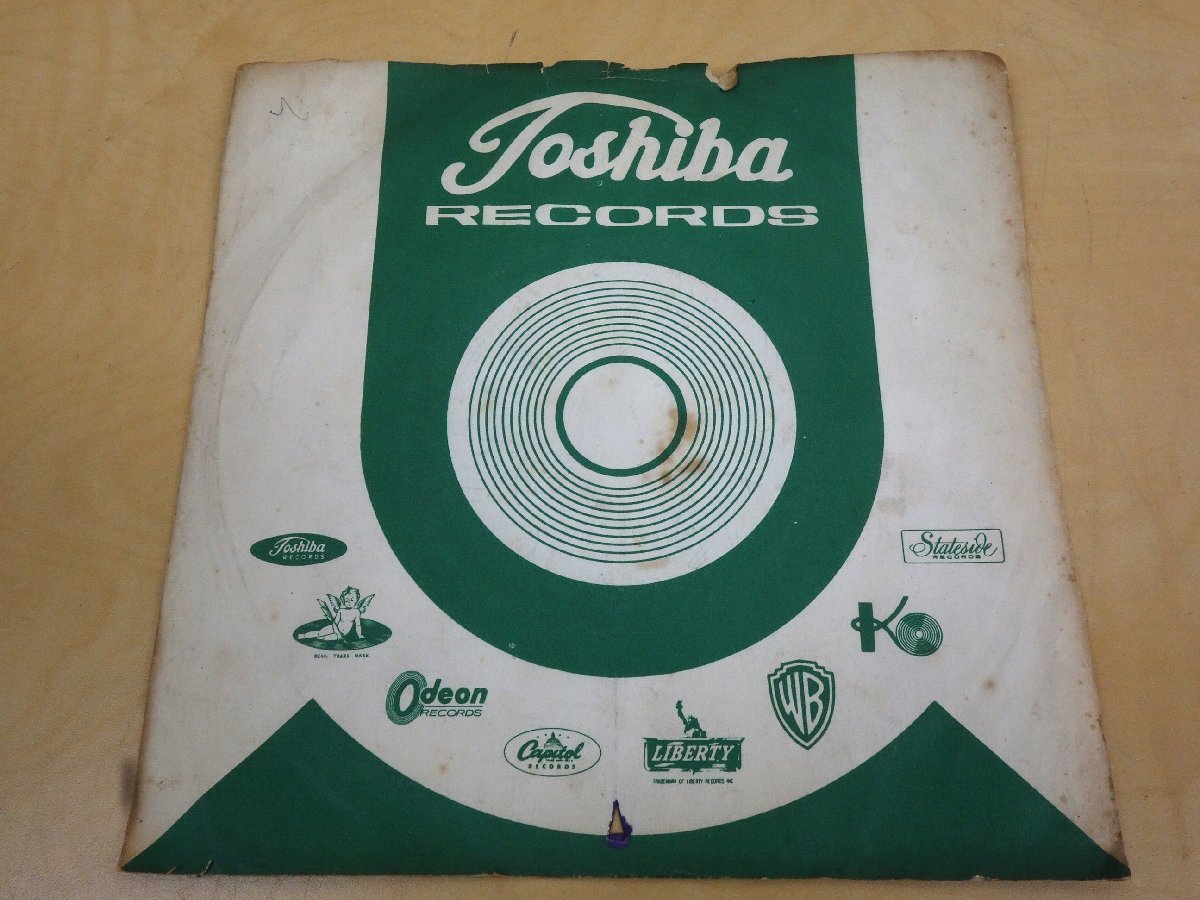 Toshiba
RECORDS
Toshiba
RECORDS
REGR. TRADE MARK
Odeon
RECORDS
Capitol
RECORDS
LIBERTY
TRADEMARK OF LIBERTY RECORDS INC
WB
K
Stateside
RECORDS